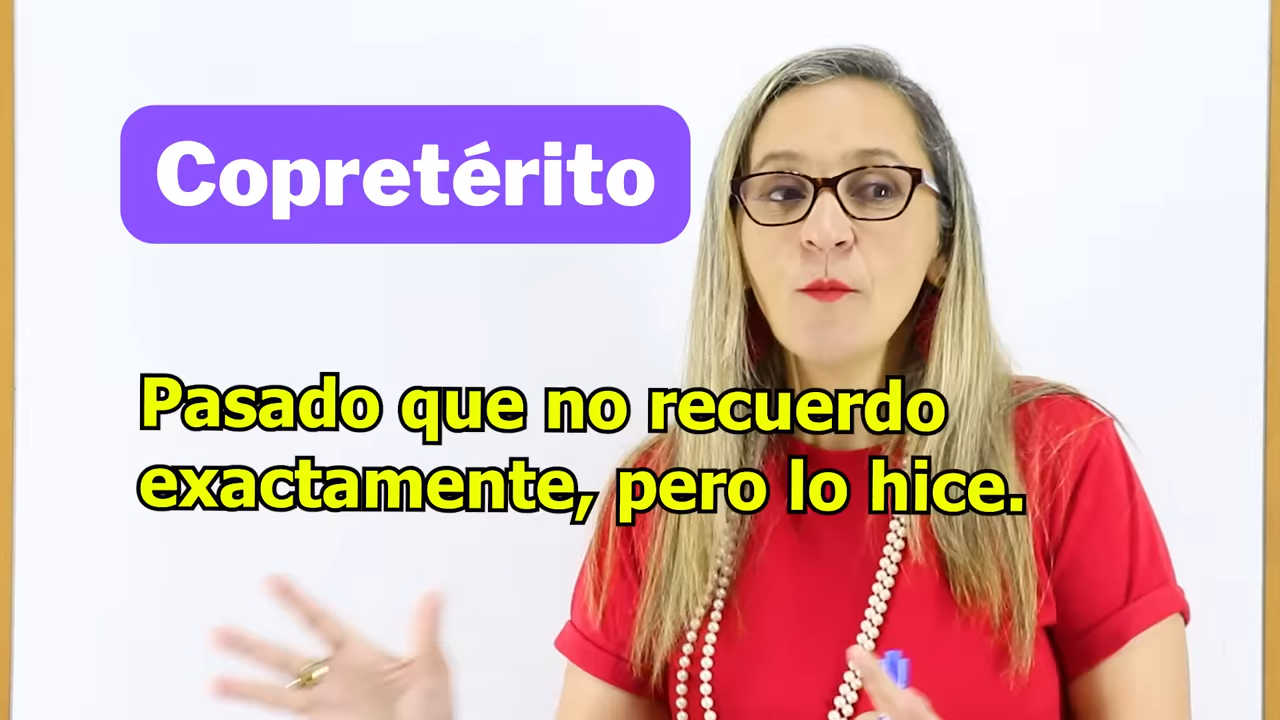 Copretérito
Pasado que no recuerdo
exactamente, pero lo hice.